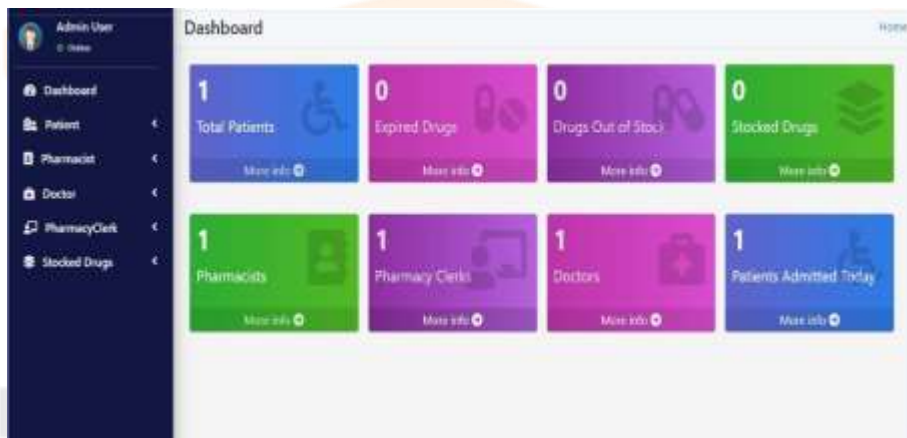 Admin User
Online
Dashboard
Patient
Pharmacist
Doctor
PharmacyClerk
Stocked Drugs
Dashboard
Home
1
Total Patients
More info
0
Expired Drugs
More info
0
Drugs Out of Stock
More info
0
Stocked Drugs
More info
1
Pharmacists
More info
1
Pharmacy Clerks
More info
1
Doctors
More info
1
Patients Admitted Today
More info